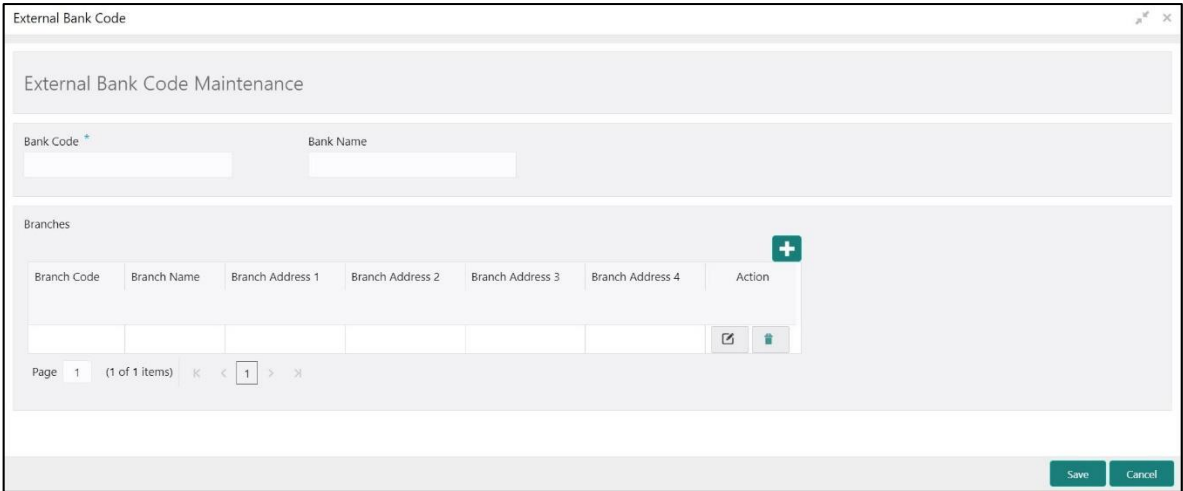 External Bank Code
External Bank Code Maintenance
Bank Code * Bank Name
Branches
Branch Code Branch Name Branch Address 1 Branch Address 2 Branch Address 3 Branch Address 4 Action
Page 1 (1 of 1 items) 1
Save Cancel